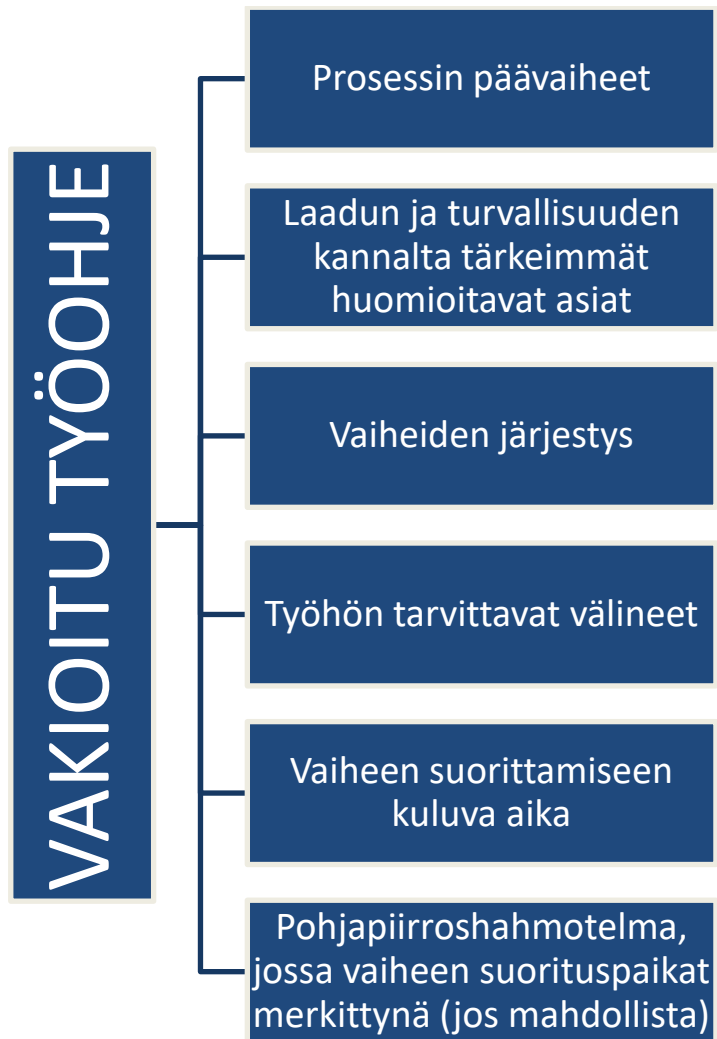 VAKIOITU TYÖOHJE
Prosessin päävaiheet
Laadun ja turvallisuuden
kannalta tärkeimmät
huomioitavat asiat
Vaiheiden järjestys
Työhön tarvittavat välineet
Vaiheen suorittamiseen
kuluva aika
Pohjapiirroshahmotelma,
jossa vaiheen suorituspaikat
merkittynä (jos mahdollista)